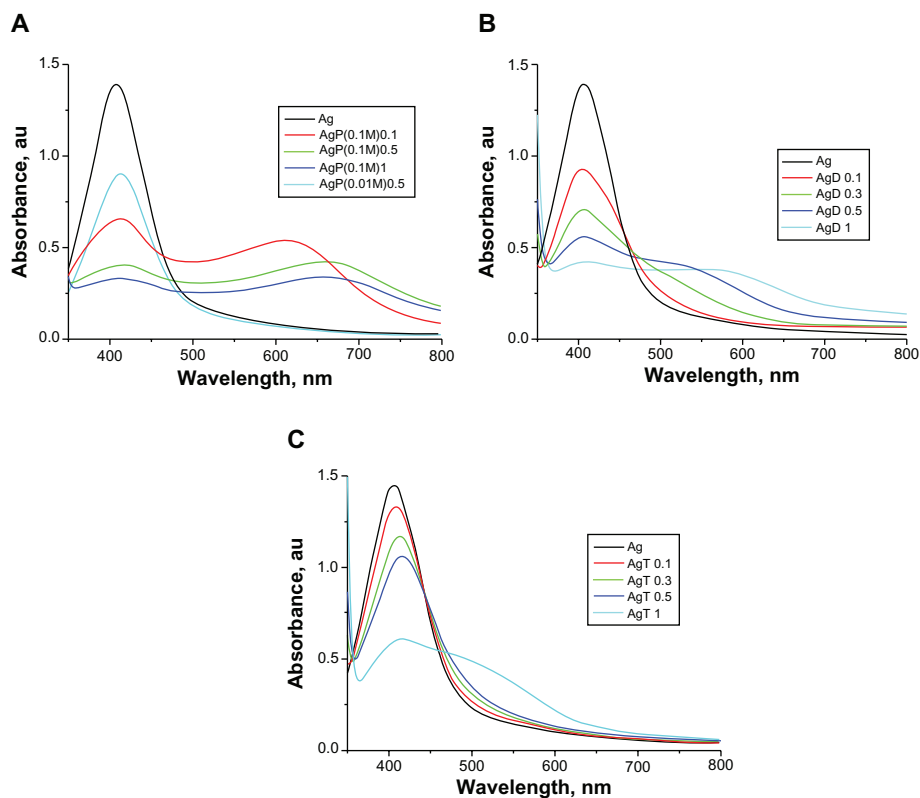 A
1.5
1.0
0.5
0.0
Absorbance, au
400
500
600
700
800
Wavelength, nm
Ag
AgP(0.1M)0.1
AgP(0.1M)0.5
AgP(0.1M)1
AgP(0.01M)0.5
B
1.5
1.0
0.5
0.0
Absorbance, au
400
500
600
700
800
Wavelength, nm
Ag
AgD 0.1
AgD 0.3
AgD 0.5
AgD 1
C
1.5
1.0
0.5
0.0
Absorbance, au
400
500
600
700
800
Wavelength, nm
Ag
AgT 0.1
AgT 0.3
AgT 0.5
AgT 1